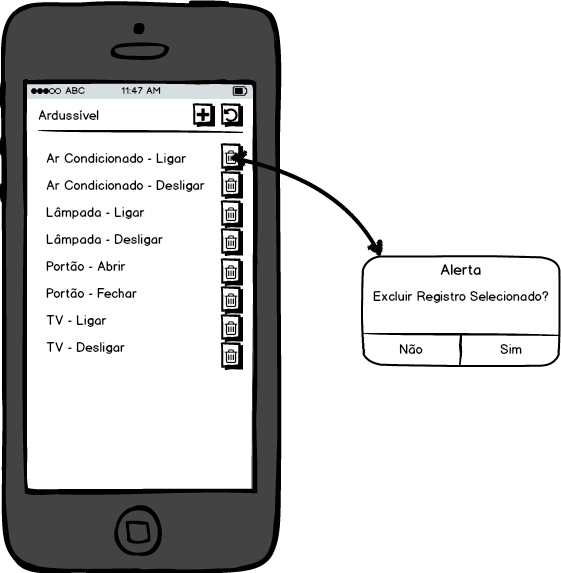 ABC 11:47 AM
Ardussível
Ar Condicionado - Ligar
Ar Condicionado - Desligar
Lâmpada - Ligar
Lâmpada - Desligar
Portão - Abrir
Portão - Fechar
TV - Ligar
TV - Desligar
Alerta
Excluir Registro Selecionado?
Não Sim